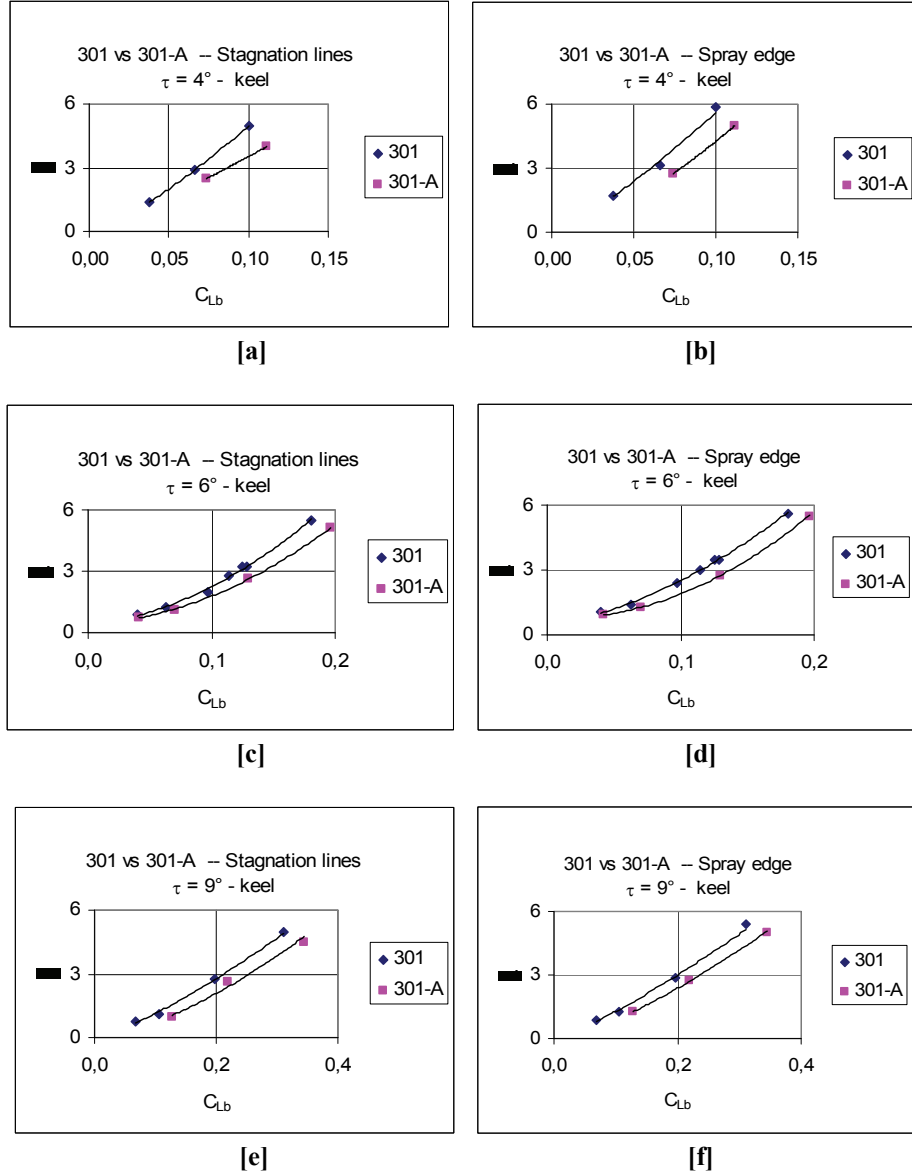 301 vs 301-A -- Stagnation lines
τ = 4° - keel
6
3
0
0,00 0,05 0,10 0,15
C_Lb
301
301-A
[a]
301 vs 301-A -- Spray edge
τ = 4° - keel
6
3
0
0,00 0,05 0,10 0,15
C_Lb
301
301-A
[b]
301 vs 301-A -- Stagnation lines
τ = 6° - keel
6
3
0
0,0 0,1 0,2
C_Lb
301
301-A
[c]
301 vs 301-A -- Spray edge
τ = 6° - keel
6
3
0
0,0 0,1 0,2
C_Lb
301
301-A
[d]
301 vs 301-A -- Stagnation lines
τ = 9° - keel
6
3
0
0,0 0,2 0,4
C_Lb
301
301-A
[e]
301 vs 301-A -- Spray edge
τ = 9° - keel
6
3
0
0,0 0,2 0,4
C_Lb
301
301-A
[f]